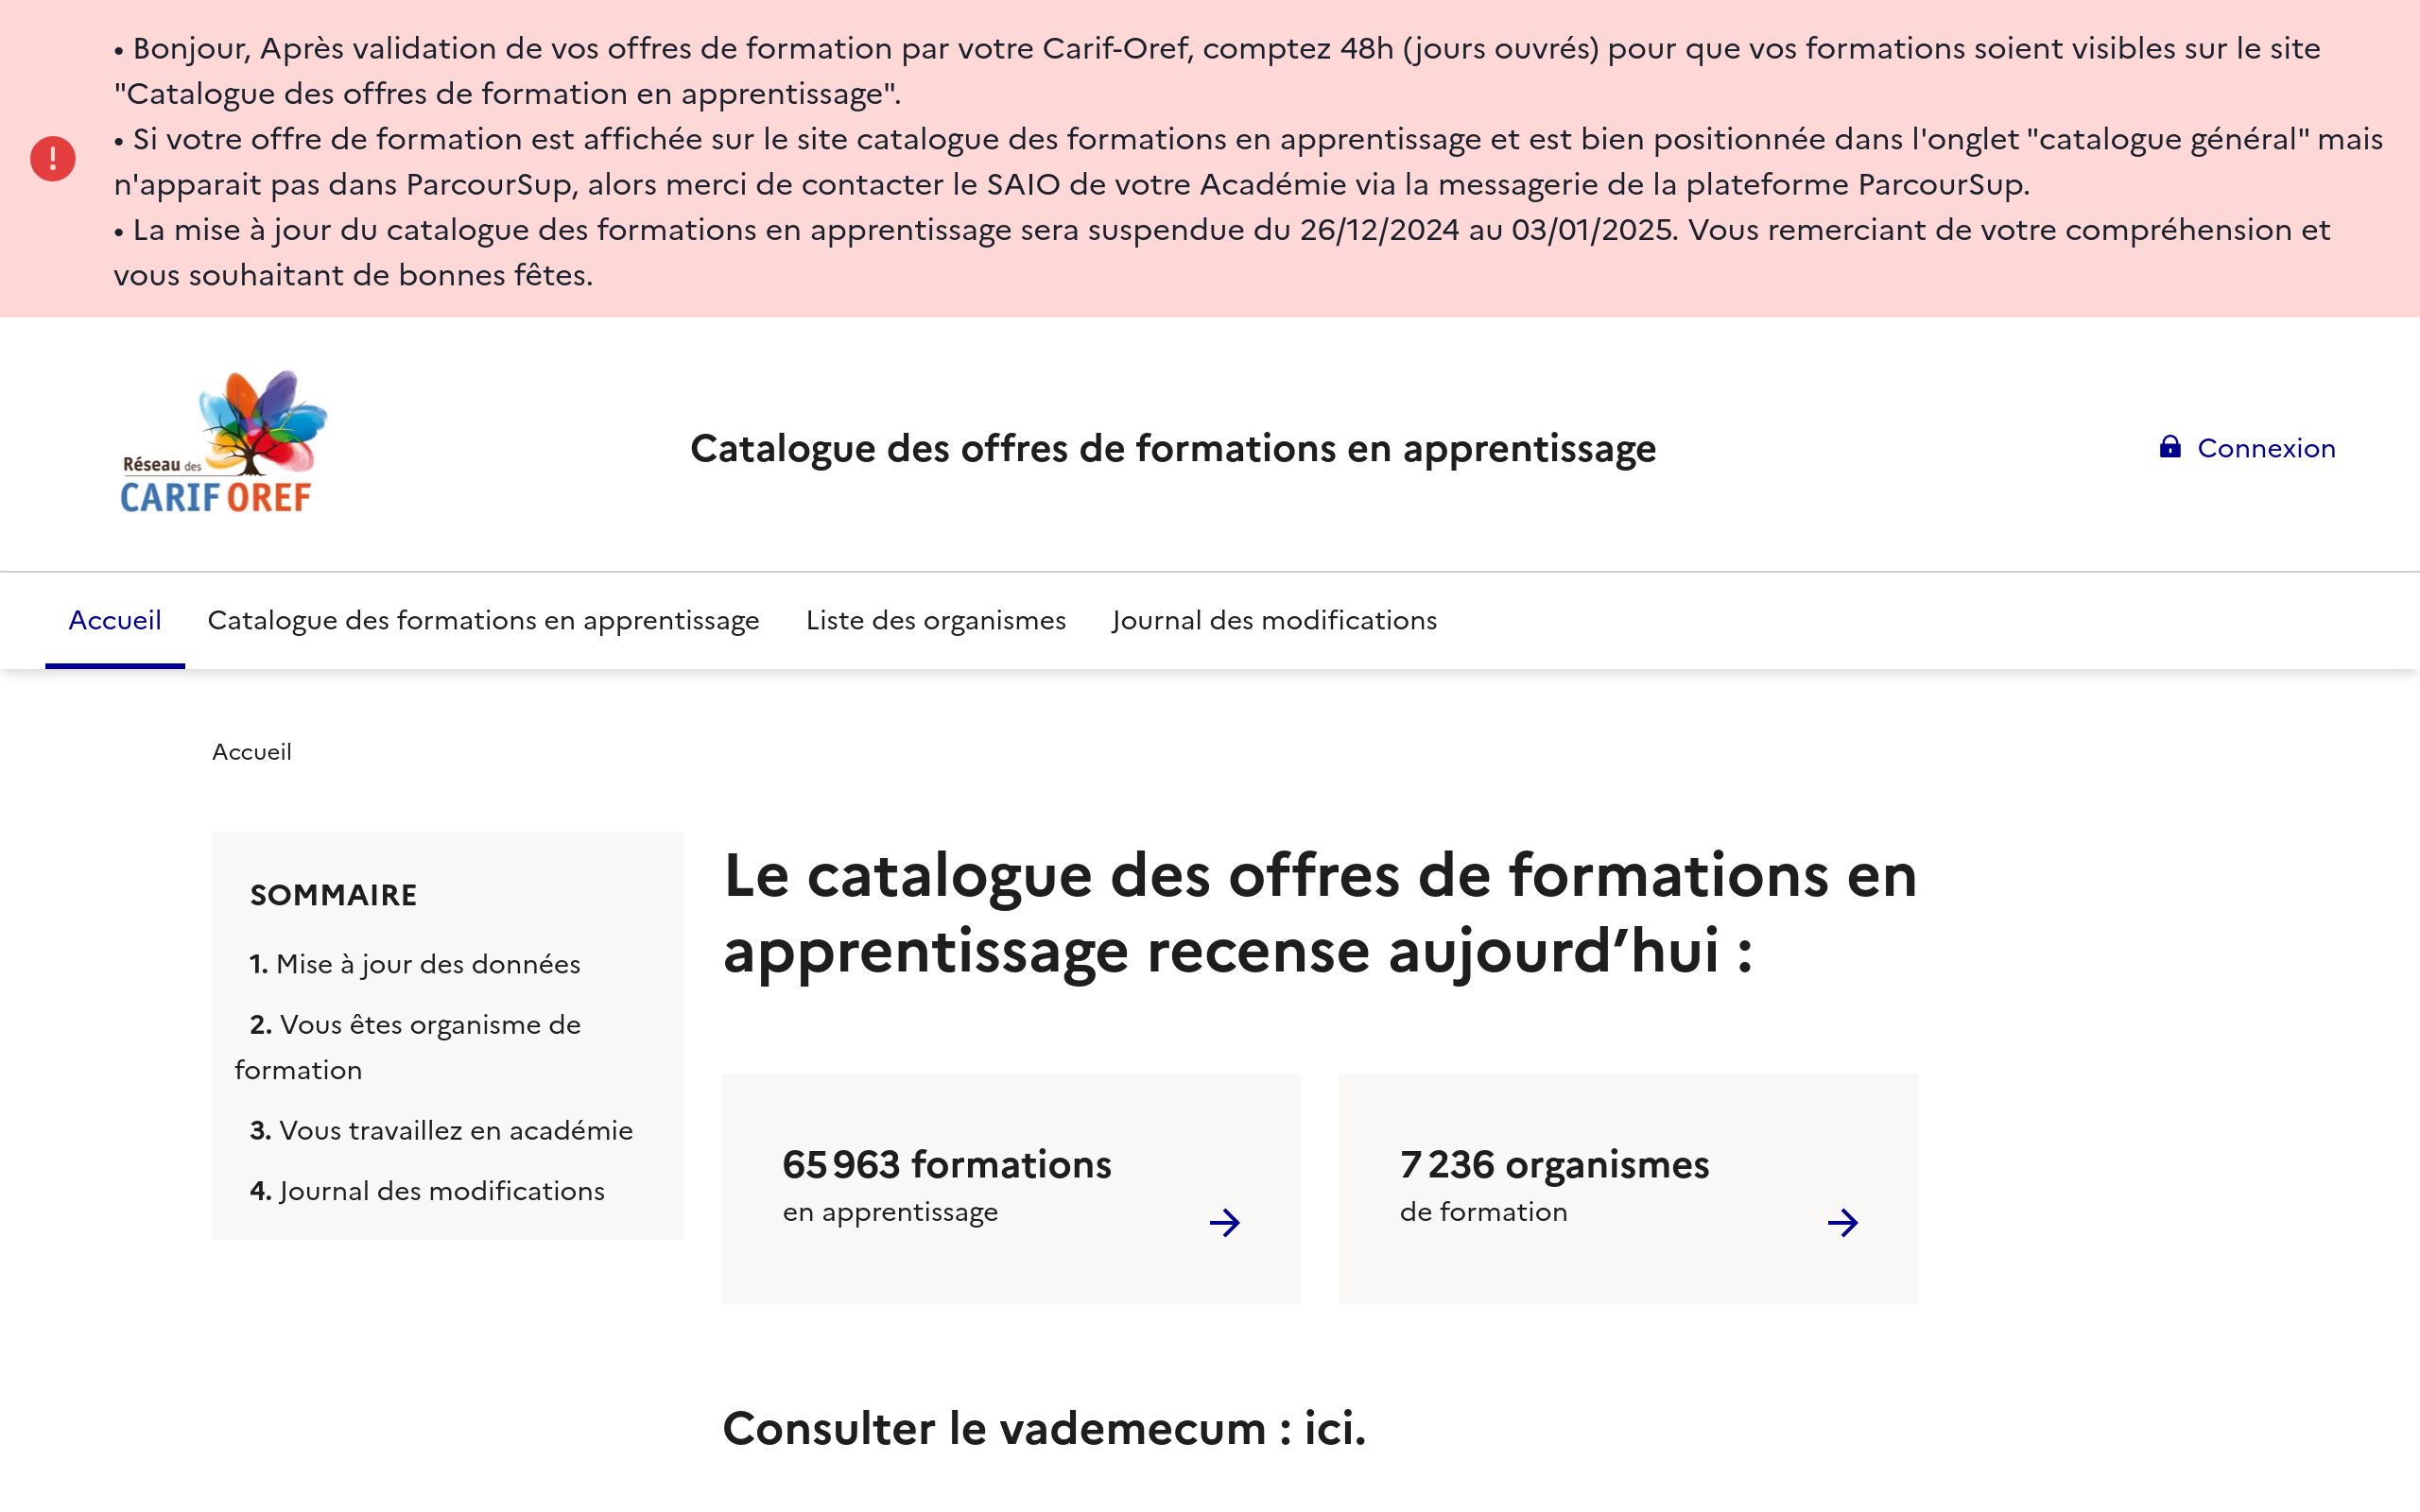 • Bonjour, Après validation de vos offres de formation par votre Carif-Oref, comptez 48h (jours ouvrés) pour que vos formations soient visibles sur le site
"Catalogue des offres de formation en apprentissage".
• Si votre offre de formation est affichée sur le site catalogue des formations en apprentissage et est bien positionnée dans l'onglet "catalogue général" mais
n'apparait pas dans ParcourSup, alors merci de contacter le SAIO de votre Académie via la messagerie de la plateforme ParcourSup.
• La mise à jour du catalogue des formations en apprentissage sera suspendue du 26/12/2024 au 03/01/2025. Vous remerciant de votre compréhension et
vous souhaitant de bonnes fêtes.
Réseau des
CARIF OREF
Catalogue des offres de formations en apprentissage
Connexion
Accueil
Catalogue des formations en apprentissage
Liste des organismes
Journal des modifications
Accueil
SOMMAIRE
1. Mise à jour des données
2. Vous êtes organisme de
formation
3. Vous travaillez en académie
4. Journal des modifications
Le catalogue des offres de formations en
apprentissage recense aujourd’hui :
65 963 formations
en apprentissage
7 236 organismes
de formation
Consulter le vademecum : ici.